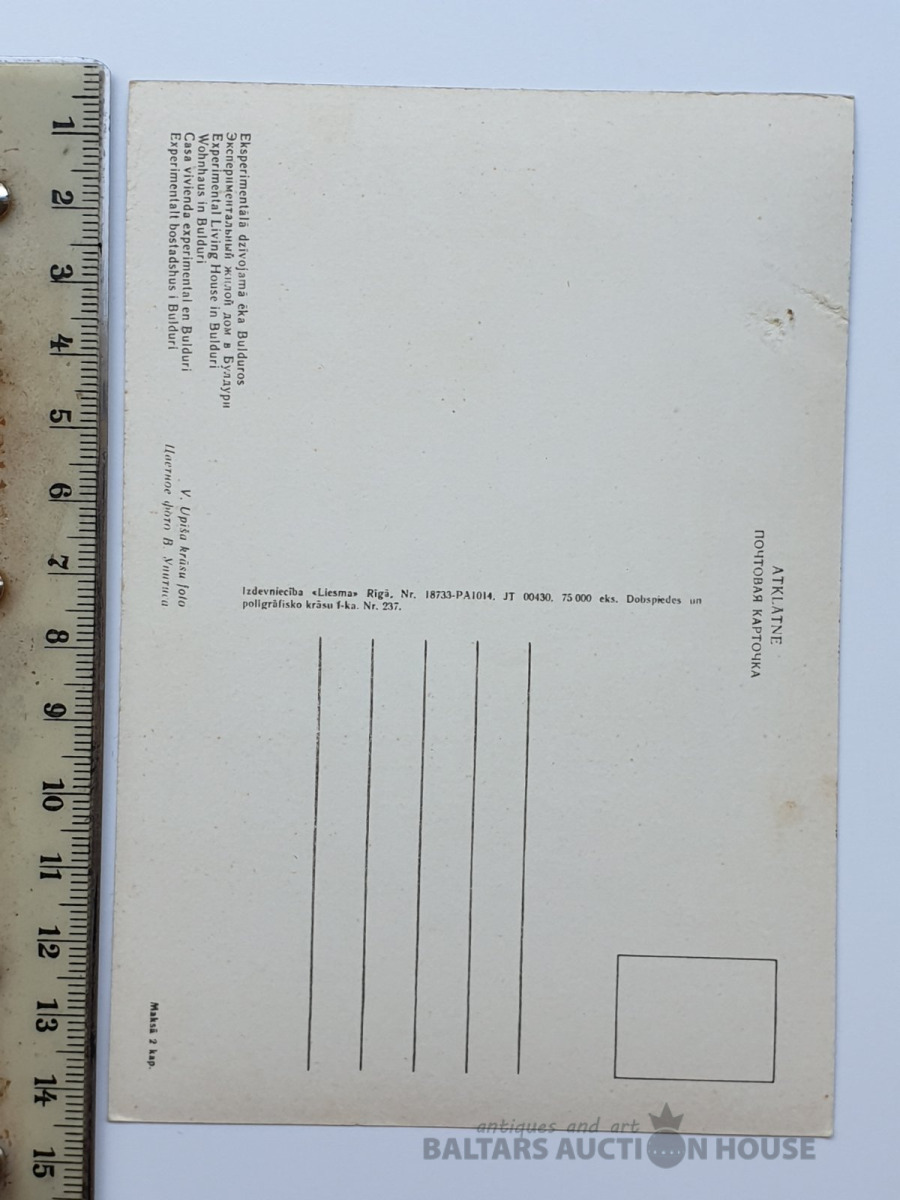 ATKLĀTNE
ПОЧТОВАЯ КАРТОЧКА
Eksperimentālā dzīvojamā ēka Bulduros
Экспериментальный жилой дом в Булдури
Experimental Living House in Bulduri
Wohnhaus in Bulduri
Casa vivienda experimental en Bulduri
Experimentalt bostadshus i Bulduri
V. Upīša krāsu foto
Цветное фото В. Упитиса
Izdevniecība «Liesma» Rīgā, Nr. 18733-PA1014. JT 00430. 75 000 eks. Dobspiedes un
poligrāfisko krāsu f-ka. Nr. 237.
Maksā 2 kap.
1
2
3
4
5
6
7
8
9
10
11
12
13
14
15
antiques and art
BALTARS AUCTION HOUSE